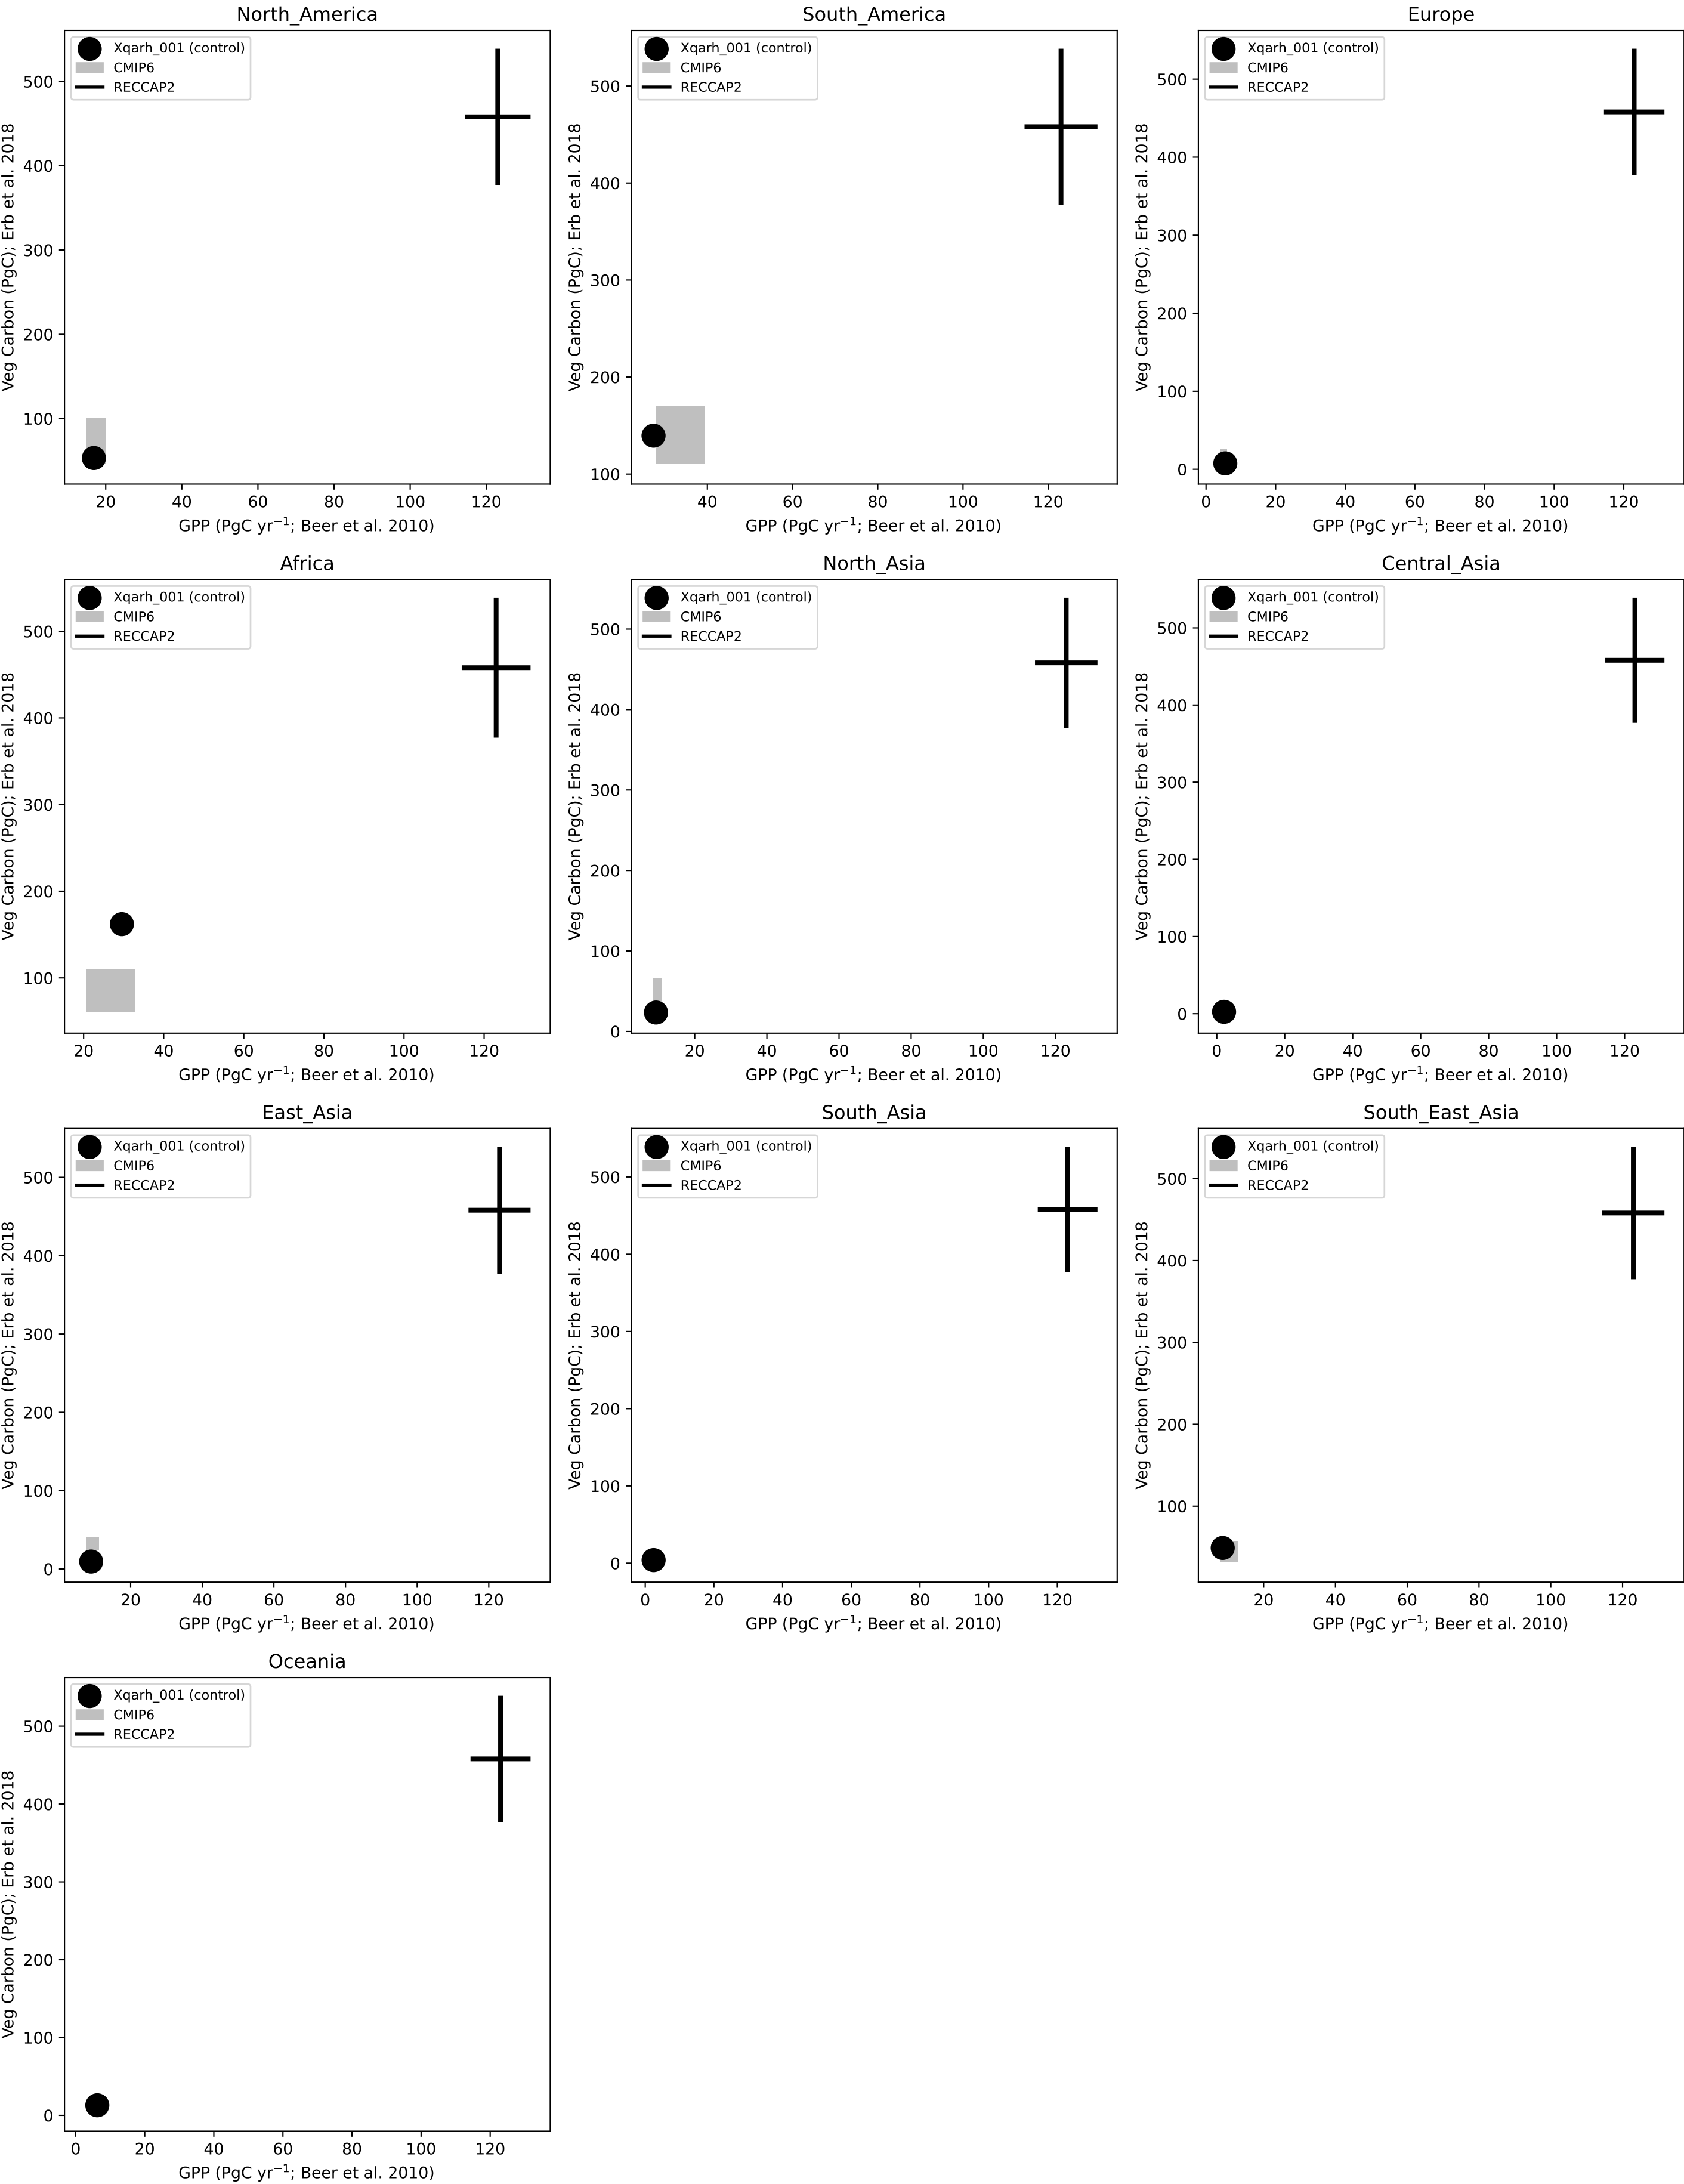 North_America
Xqarh_001 (control)
CMIP6
RECCAP2
500
400
300
200
100
Veg Carbon (PgC); Erb et al. 2018
20 40 60 80 100 120
GPP (PgC yr⁻¹; Beer et al. 2010)
South_America
Xqarh_001 (control)
CMIP6
RECCAP2
500
400
300
200
100
Veg Carbon (PgC); Erb et al. 2018
40 60 80 100 120
GPP (PgC yr⁻¹; Beer et al. 2010)
Europe
Xqarh_001 (control)
CMIP6
RECCAP2
500
400
300
200
100
0
Veg Carbon (PgC); Erb et al. 2018
0 20 40 60 80 100 120
GPP (PgC yr⁻¹; Beer et al. 2010)
Africa
Xqarh_001 (control)
CMIP6
RECCAP2
500
400
300
200
100
Veg Carbon (PgC); Erb et al. 2018
20 40 60 80 100 120
GPP (PgC yr⁻¹; Beer et al. 2010)
North_Asia
Xqarh_001 (control)
CMIP6
RECCAP2
500
400
300
200
100
0
Veg Carbon (PgC); Erb et al. 2018
20 40 60 80 100 120
GPP (PgC yr⁻¹; Beer et al. 2010)
Central_Asia
Xqarh_001 (control)
CMIP6
RECCAP2
500
400
300
200
100
0
Veg Carbon (PgC); Erb et al. 2018
0 20 40 60 80 100 120
GPP (PgC yr⁻¹; Beer et al. 2010)
East_Asia
Xqarh_001 (control)
CMIP6
RECCAP2
500
400
300
200
100
0
Veg Carbon (PgC); Erb et al. 2018
20 40 60 80 100 120
GPP (PgC yr⁻¹; Beer et al. 2010)
South_Asia
Xqarh_001 (control)
CMIP6
RECCAP2
500
400
300
200
100
0
Veg Carbon (PgC); Erb et al. 2018
0 20 40 60 80 100 120
GPP (PgC yr⁻¹; Beer et al. 2010)
South_East_Asia
Xqarh_001 (control)
CMIP6
RECCAP2
500
400
300
200
100
Veg Carbon (PgC); Erb et al. 2018
20 40 60 80 100 120
GPP (PgC yr⁻¹; Beer et al. 2010)
Oceania
Xqarh_001 (control)
CMIP6
RECCAP2
500
400
300
200
100
0
Veg Carbon (PgC); Erb et al. 2018
0 20 40 60 80 100 120
GPP (PgC yr⁻¹; Beer et al. 2010)